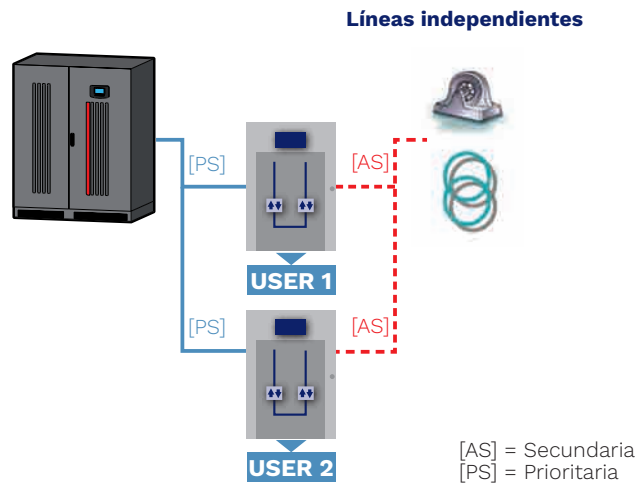 Líneas independientes
[PS]
[AS]
USER 1
[PS]
[AS]
USER 2
[AS] = Secundaria
[PS] = Prioritaria